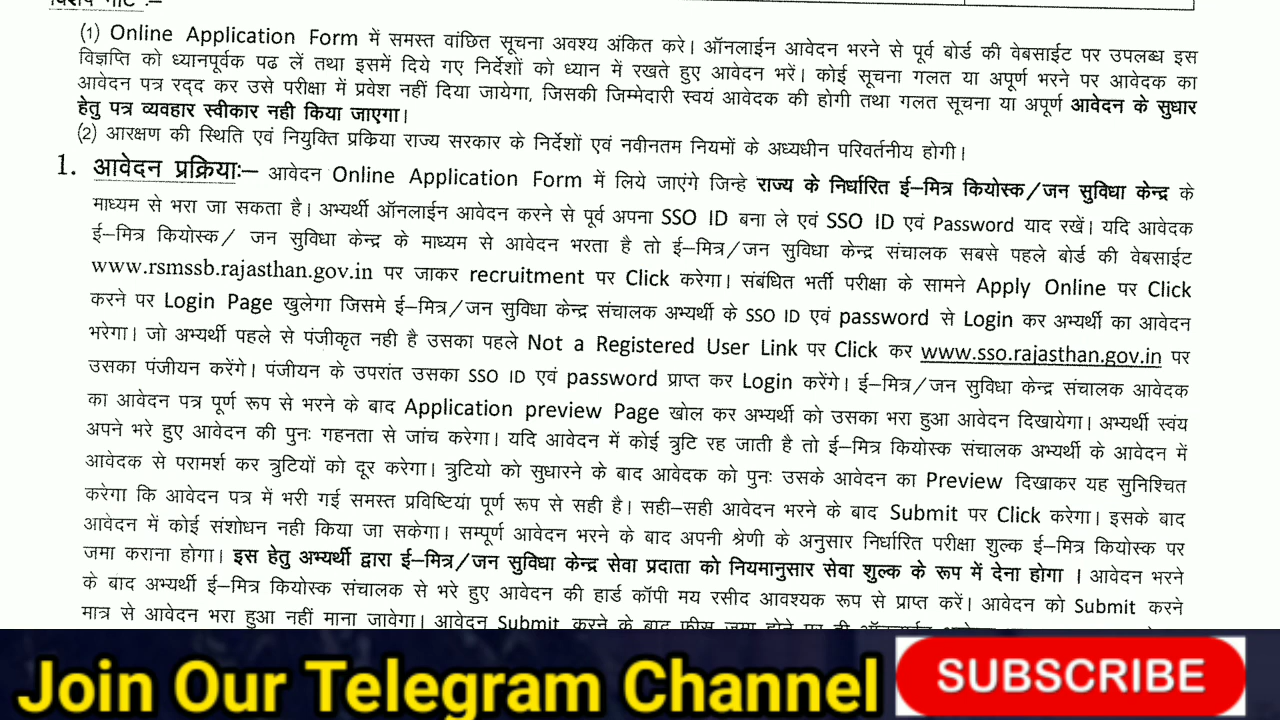 विशेष नोट :–
(1) Online Application Form में समस्त वांछित सूचना अवश्य अंकित करे। ऑनलाईन आवेदन भरने से पूर्व बोर्ड की वेबसाईट पर उपलब्ध इस
विज्ञप्ति को ध्यानपूर्वक पढ लें तथा इसमें दिये गए निर्देशों को ध्यान में रखते हुए आवेदन भरें। कोई सूचना गलत या अपूर्ण भरने पर आवेदक का
आवेदन पत्र रद्द कर उसे परीक्षा में प्रवेश नहीं दिया जायेगा, जिसकी जिम्मेदारी स्वयं आवेदक की होगी तथा गलत सूचना या अपूर्ण आवेदन के सुधार
हेतु पत्र व्यवहार स्वीकार नही किया जाएगा।
(2) आरक्षण की स्थिति एवं नियुक्ति प्रकिया राज्य सरकार के निर्देशों एवं नवीनतम नियमों के अध्यधीन परिवर्तनीय होगी।
1. आवेदन प्रक्रियाः– आवेदन Online Application Form में लिये जाएंगे जिन्हे राज्य के निर्धारित ई–मित्र कियोस्क/जन सुविधा केन्द्र के
माध्यम से भरा जा सकता है। अभ्यर्थी ऑनलाईन आवेदन करने से पूर्व अपना SSO ID बना ले एवं SSO ID एवं Password याद रखें। यदि आवेदक
ई–मित्र कियोस्क/ जन सुविधा केन्द्र के माध्यम से आवेदन भरता है तो ई–मित्र/जन सुविधा केन्द्र संचालक सबसे पहले बोर्ड की वेबसाईट
www.rsmssb.rajasthan.gov.in पर जाकर recruitment पर Click करेगा। संबंधित भर्ती परीक्षा के सामने Apply Online पर Click
करने पर Login Page खुलेगा जिसमे ई–मित्र/जन सुविधा केन्द्र संचालक अभ्यर्थी के SSO ID एवं password से Login कर अभ्यर्थी का आवेदन
भरेगा। जो अभ्यर्थी पहले से पंजीकृत नही है उसका पहले Not a Registered User Link पर Click कर www.sso.rajasthan.gov.in पर
उसका पंजीयन करेंगे। पंजीयन के उपरांत उसका SSO ID एवं password प्राप्त कर Login करेंगे। ई–मित्र/जन सुविधा केन्द्र संचालक आवेदक
का आवेदन पत्र पूर्ण रूप से भरने के बाद Application preview Page खोल कर अभ्यर्थी को उसका भरा हुआ आवेदन दिखायेगा। अभ्यर्थी स्वंय
अपने भरे हुए आवेदन की पुनः गहनता से जांच करेगा। यदि आवेदन में कोई त्रुटि रह जाती है तो ई–मित्र कियोस्क संचालक अभ्यर्थी के आवेदन में
आवेदक से परामर्श कर त्रुटियों को दूर करेगा। त्रुटियो को सुधारने के बाद आवेदक को पुनः उसके आवेदन का Preview दिखाकर यह सुनिश्चित
करेगा कि आवेदन पत्र में भरी गई समस्त प्रविष्टियां पूर्ण रूप से सही है। सही–सही आवेदन भरने के बाद Submit पर Click करेगा। इसके बाद
आवेदन में कोई संशोधन नही किया जा सकेगा। सम्पूर्ण आवेदन भरने के बाद अपनी श्रेणी के अनुसार निर्धारित परीक्षा शुल्क ई–मित्र कियोस्क पर
जमा कराना होगा। इस हेतु अभ्यर्थी द्वारा ई–मित्र/जन सुविधा केन्द्र सेवा प्रदाता को नियमानुसार सेवा शुल्क के रूप में देना होगा । आवेदन भरने
के बाद अभ्यर्थी ई–मित्र कियोस्क संचालक से भरे हुए आवेदन की हार्ड कॉपी मय रसीद आवश्यक रूप से प्राप्त करें। आवेदन को Submit करने
मात्र से आवेदन भरा हुआ नहीं माना जावेगा। आवेदन Submit करने के बाद फीस जमा होने पर ही ऑनलाईन
Join Our Telegram Channel
SUBSCRIBE